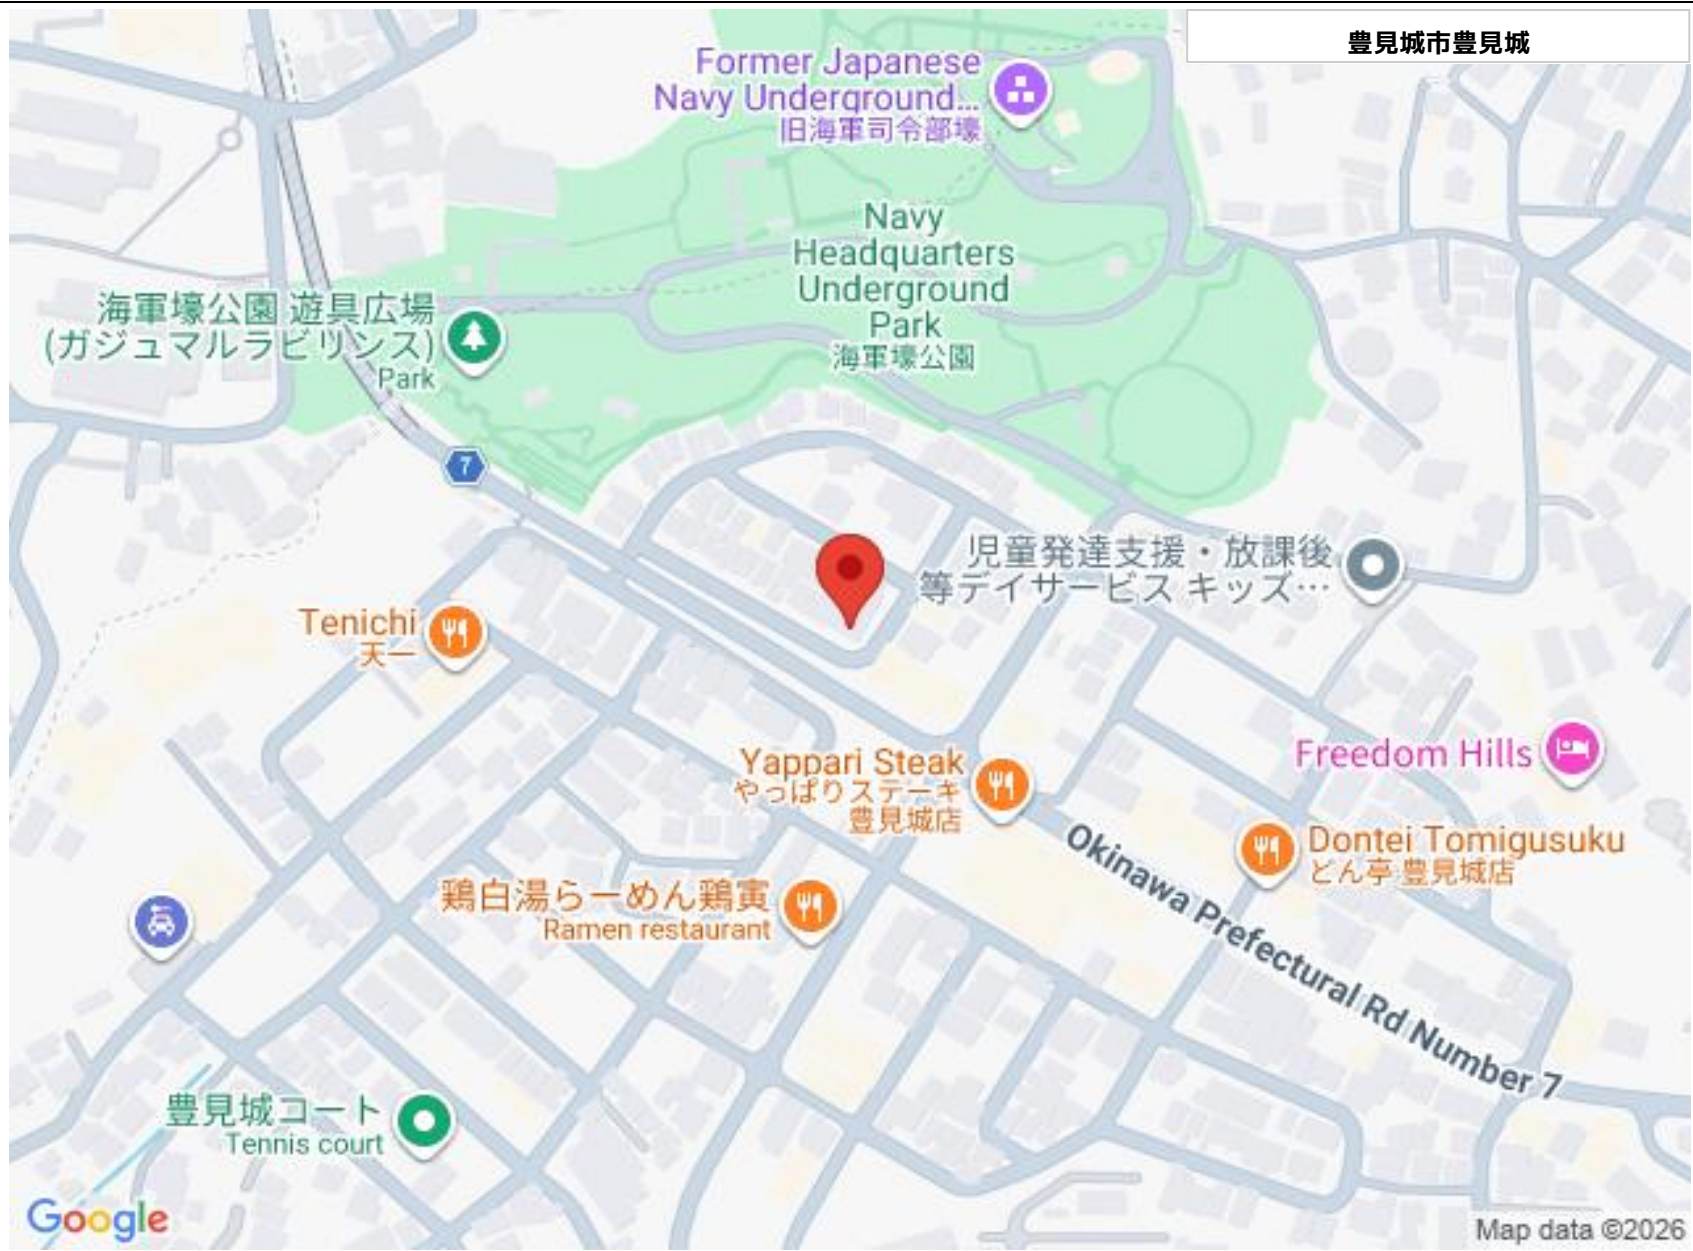 豊見城市豊見城
Former Japanese
Navy Underground...
旧海軍司令部壕
Navy
Headquarters
Underground
Park
海軍壕公園
海軍壕公園 遊具広場
(ガジュマルラビリンス)
Park
7
児童発達支援・放課後
等デイサービス キッズ…
Tenichi
天一
Yappari Steak
やっぱりステーキ
豊見城店
Freedom Hills
Dontei Tomigusuku
どん亭 豊見城店
Okinawa Prefectural Rd Number 7
鶏白湯らーめん鶏寅
Ramen restaurant
豊見城コート
Tennis court
Google
Map data ©2026